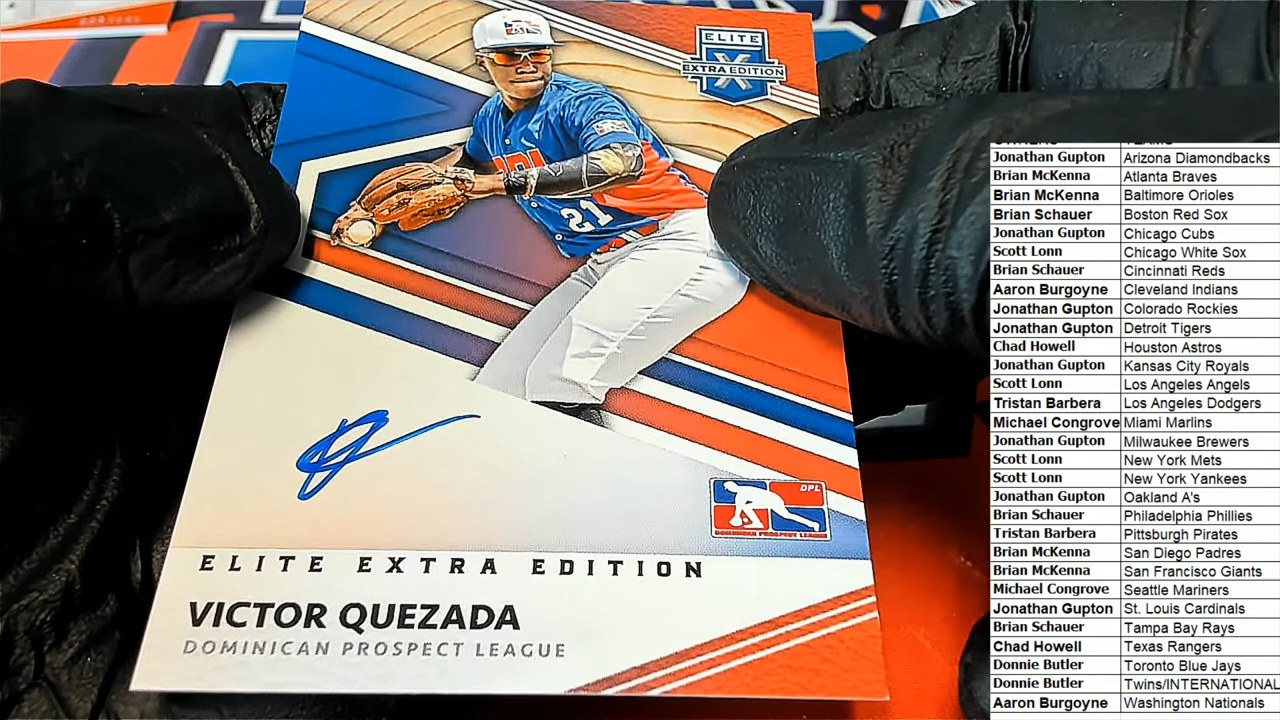 ELITE
X
EXTRA EDITION
21
DPL
DOMINICAN PROSPECT LEAGUE
ELITE EXTRA EDITION
VICTOR QUEZADA
DOMINICAN PROSPECT LEAGUE
Jonathan Gupton Arizona Diamondbacks
Brian McKenna Atlanta Braves
Brian McKenna Baltimore Orioles
Brian Schauer Boston Red Sox
Jonathan Gupton Chicago Cubs
Scott Lonn Chicago White Sox
Brian Schauer Cincinnati Reds
Aaron Burgoyne Cleveland Indians
Jonathan Gupton Colorado Rockies
Jonathan Gupton Detroit Tigers
Chad Howell Houston Astros
Jonathan Gupton Kansas City Royals
Scott Lonn Los Angeles Angels
Tristan Barbera Los Angeles Dodgers
Michael Congrove Miami Marlins
Jonathan Gupton Milwaukee Brewers
Scott Lonn New York Mets
Scott Lonn New York Yankees
Jonathan Gupton Oakland A's
Brian Schauer Philadelphia Phillies
Tristan Barbera Pittsburgh Pirates
Brian McKenna San Diego Padres
Brian McKenna San Francisco Giants
Michael Congrove Seattle Mariners
Jonathan Gupton St. Louis Cardinals
Brian Schauer Tampa Bay Rays
Chad Howell Texas Rangers
Donnie Butler Toronto Blue Jays
Donnie Butler Twins/INTERNATIONAL
Aaron Burgoyne Washington Nationals